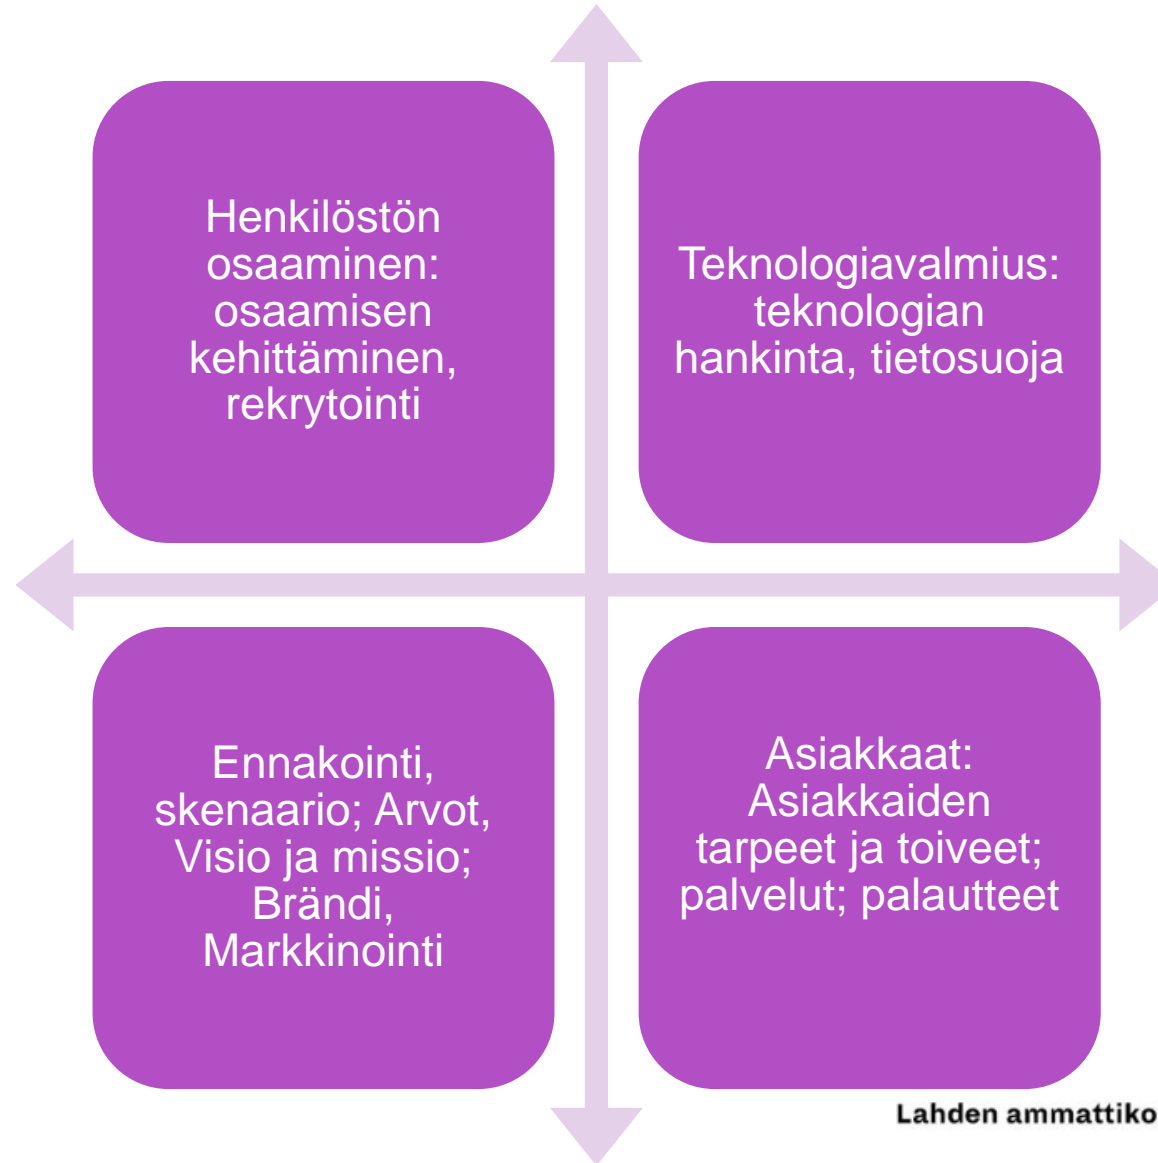 Henkilöstön
osaaminen:
osaamisen
kehittäminen,
rekrytointi
Teknologiavalmius:
teknologian
hankinta, tietosuoja
Ennakointi,
skenaario; Arvot,
Visio ja missio;
Brändi,
Markkinointi
Asiakkaat:
Asiakkaiden
tarpeet ja toiveet;
palvelut; palautteet
Lahden ammattiko